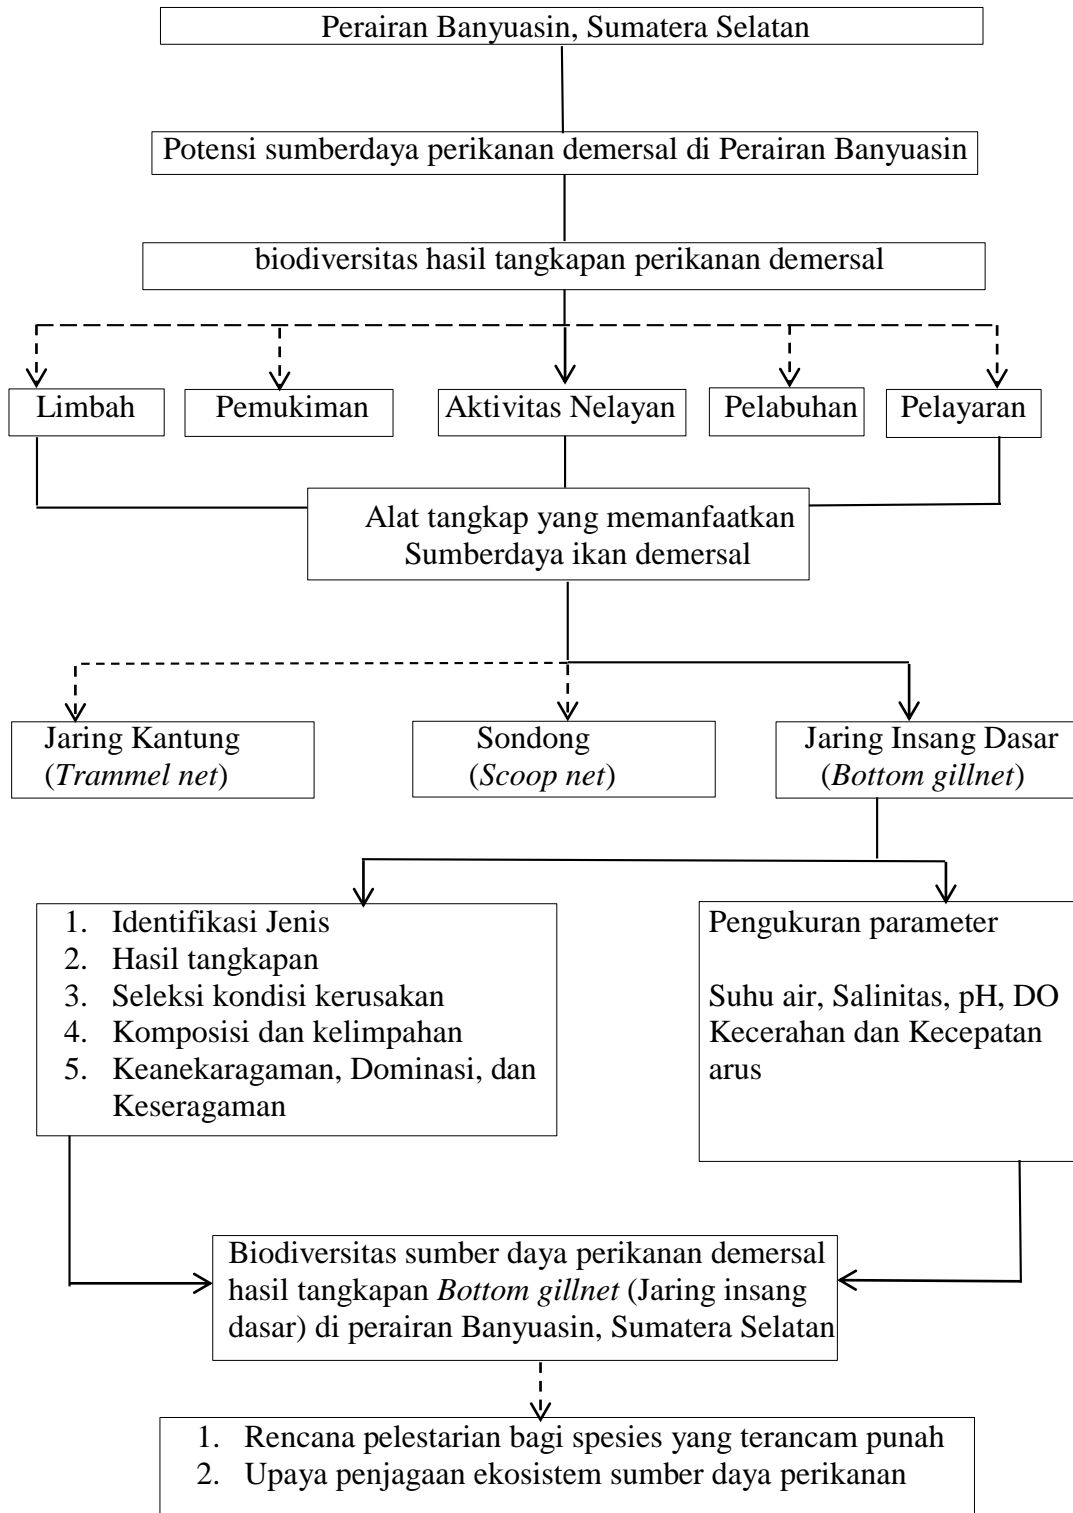 Perairan Banyuasin, Sumatera Selatan
Potensi sumberdaya perikanan demersal di Perairan Banyuasin
biodiversitas hasil tangkapan perikanan demersal
Limbah
Pemukiman
Aktivitas Nelayan
Pelabuhan
Pelayaran
Alat tangkap yang memanfaatkan
Sumberdaya ikan demersal
Jaring Kantung
(Trammel net)
Sondong
(Scoop net)
Jaring Insang Dasar
(Bottom gillnet)
1. Identifikasi Jenis
2. Hasil tangkapan
3. Seleksi kondisi kerusakan
4. Komposisi dan kelimpahan
5. Keanekaragaman, Dominasi, dan
Keseragaman
Pengukuran parameter
Suhu air, Salinitas, pH, DO
Kecerahan dan Kecepatan
arus
Biodiversitas sumber daya perikanan demersal
hasil tangkapan Bottom gillnet (Jaring insang
dasar) di perairan Banyuasin, Sumatera Selatan
1. Rencana pelestarian bagi spesies yang terancam punah
2. Upaya penjagaan ekosistem sumber daya perikanan